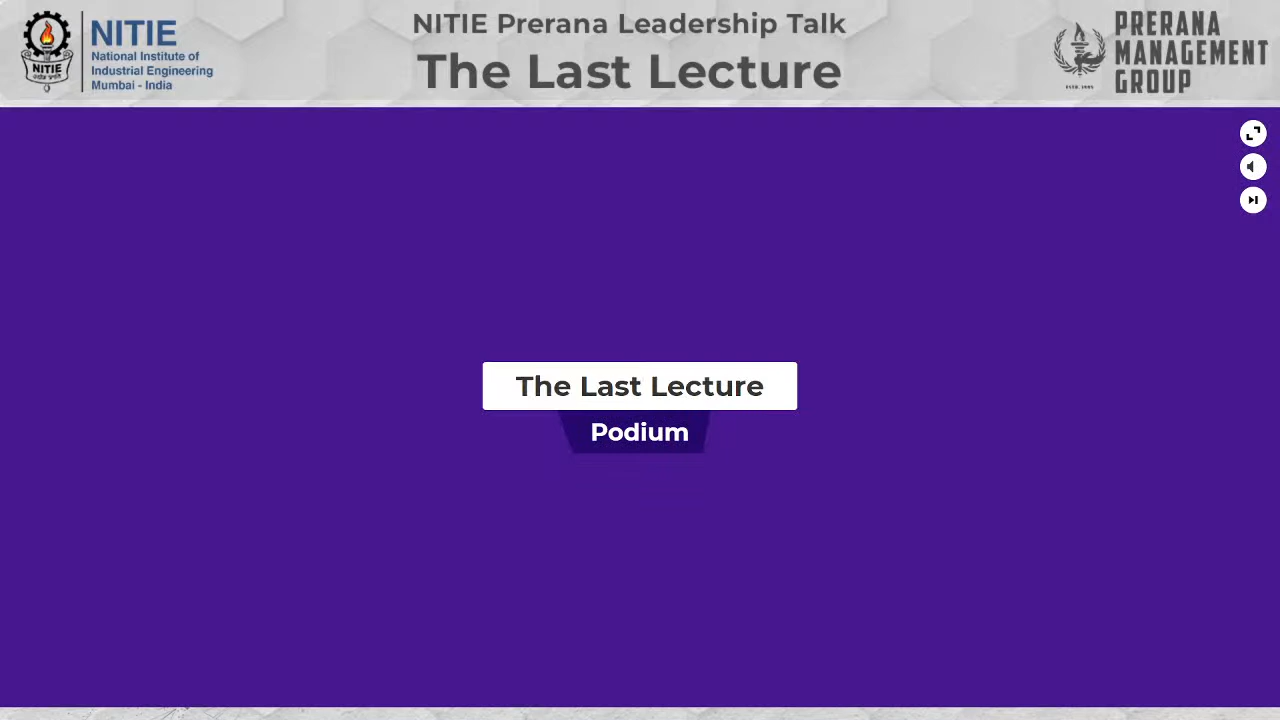 NITIE
NITIE
National Institute of
Industrial Engineering
Mumbai - India
NITIE Prerana Leadership Talk
The Last Lecture
PRERANA
MANAGEMENT
GROUP
The Last Lecture
Podium